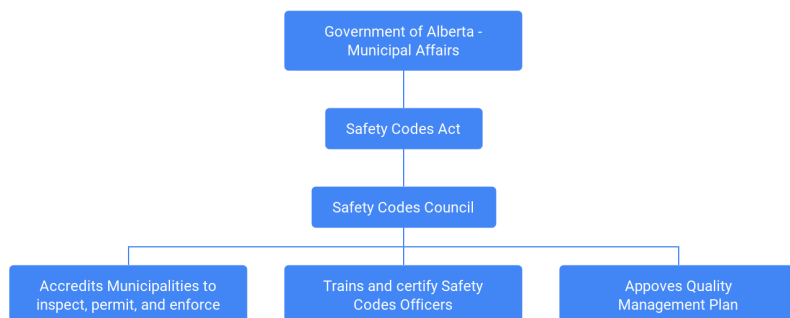 Government of Alberta -
Municipal Affairs
Safety Codes Act
Safety Codes Council
Accredits Municipalities to
inspect, permit, and enforce
Trains and certify Safety
Codes Officers
Appoves Quality
Management Plan